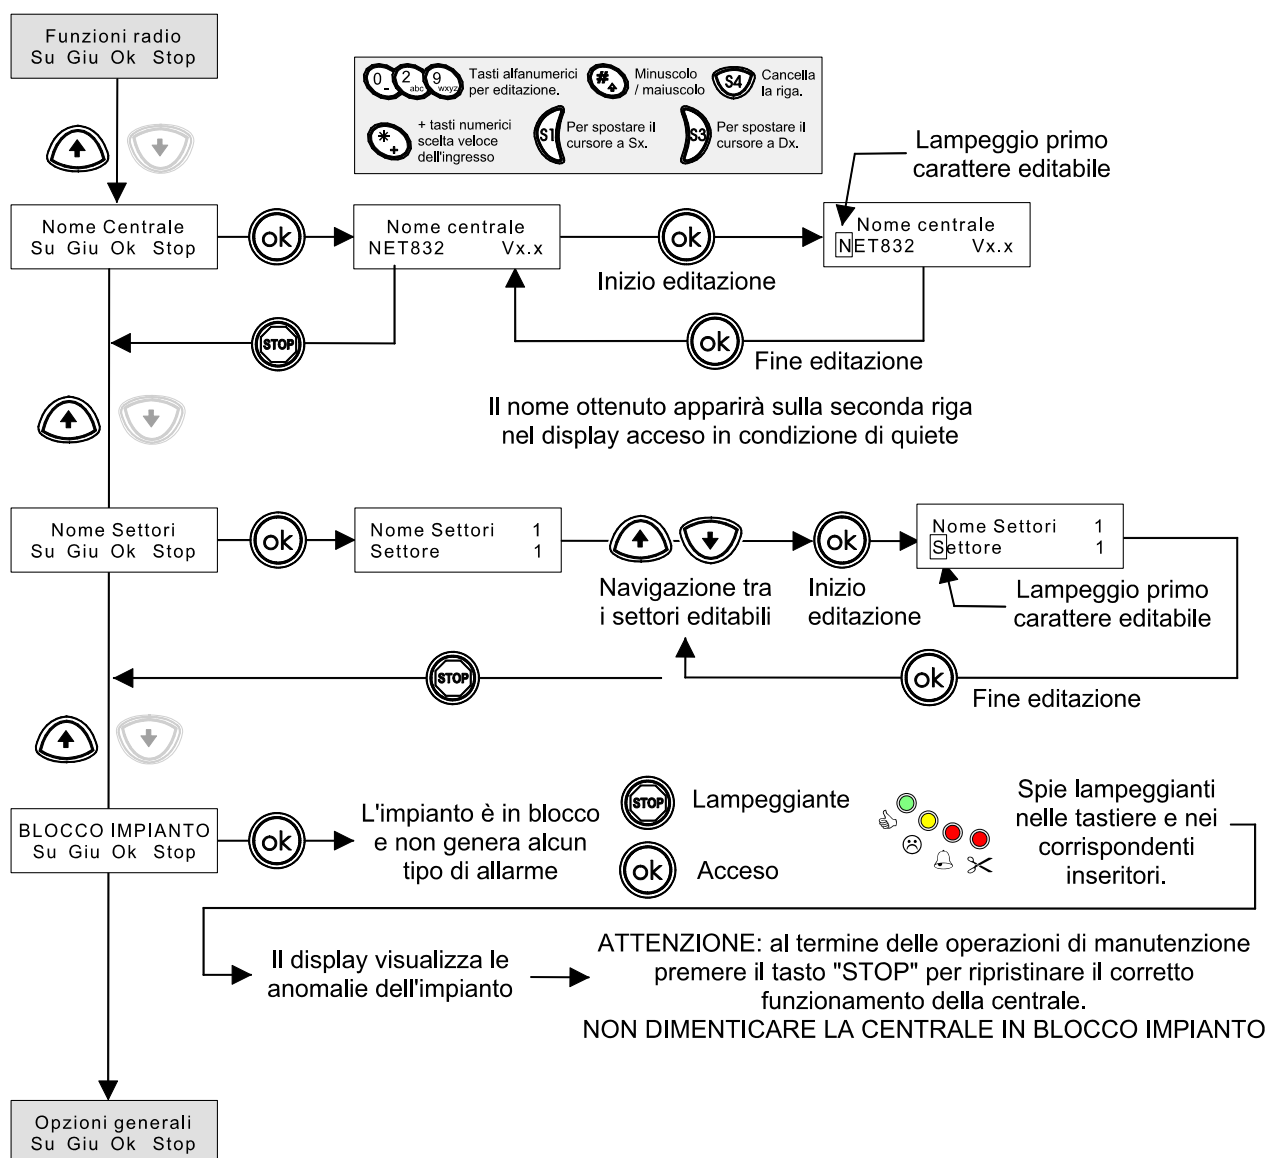 Funzioni radio
Su Giu Ok Stop
0 - 2 abc 9 wxyz
Tasti alfanumerici
per editazione.
#
Minuscolo
/ maiuscolo
S4
Cancella
la riga.
* +
+ tasti numerici
scelta veloce
dell'ingresso
S1
Per spostare il
cursore a Sx.
S3
Per spostare il
cursore a Dx.
Lampeggio primo
carattere editabile
Nome Centrale
Su Giu Ok Stop
ok
Nome centrale
NET832 Vx.x
ok
Inizio editazione
Nome centrale
NET832 Vx.x
STOP
ok
Fine editazione
Il nome ottenuto apparirà sulla seconda riga
nel display acceso in condizione di quiete
Nome Settori
Su Giu Ok Stop
ok
Nome Settori 1
Settore 1
Navigazione tra
i settori editabili
ok
Inizio
editazione
Nome Settori 1
Settore 1
Lampeggio primo
carattere editabile
STOP
ok
Fine editazione
BLOCCO IMPIANTO
Su Giu Ok Stop
ok
L'impianto è in blocco
e non genera alcun
tipo di allarme
STOP
Lampeggiante
ok
Acceso
Spie lampeggianti
nelle tastiere e nei
corrispondenti
inseritori.
Il display visualizza le
anomalie dell'impianto
ATTENZIONE: al termine delle operazioni di manutenzione
premere il tasto "STOP" per ripristinare il corretto
funzionamento della centrale.
NON DIMENTICARE LA CENTRALE IN BLOCCO IMPIANTO
Opzioni generali
Su Giu Ok Stop